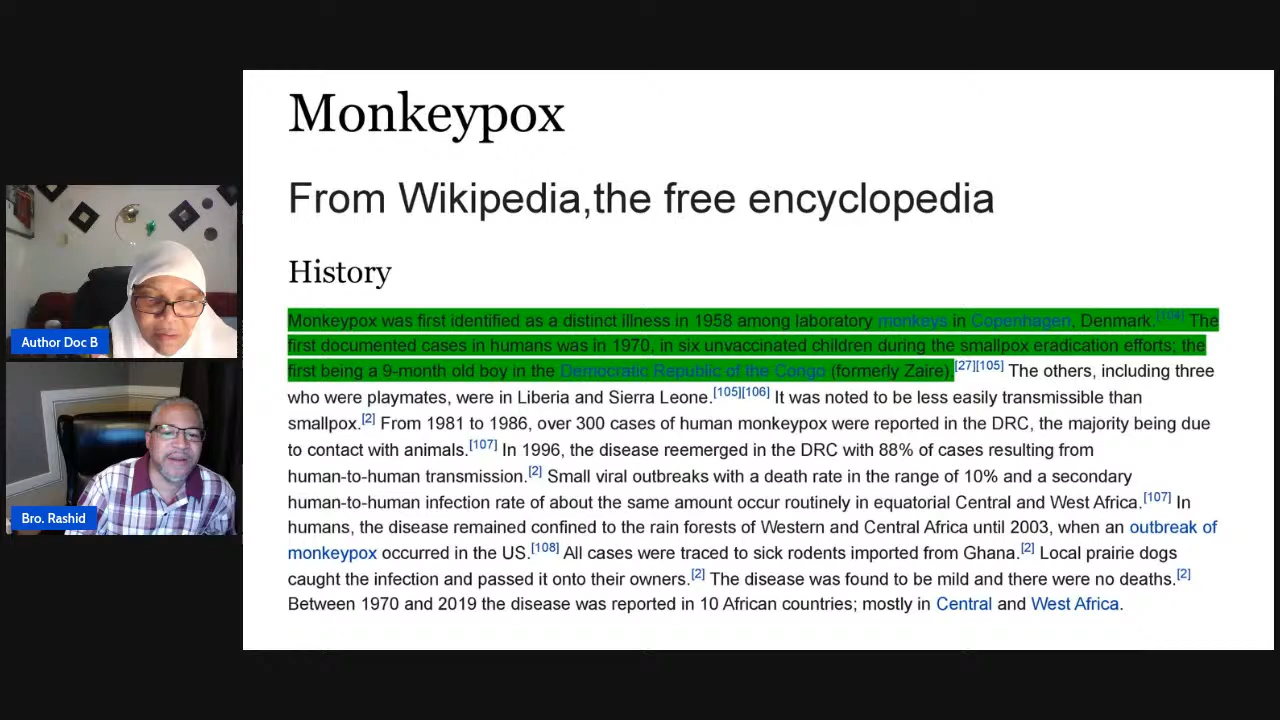 Monkeypox
From Wikipedia,the free encyclopedia
History
Monkeypox was first identified as a distinct illness in 1958 among laboratory monkeys in Copenhagen, Denmark.[104] The
first documented cases in humans was in 1970, in six unvaccinated children during the smallpox eradication efforts; the
first being a 9-month old boy in the Democratic Republic of the Congo (formerly Zaire).[27][105] The others, including three
who were playmates, were in Liberia and Sierra Leone.[105][106] It was noted to be less easily transmissible than
smallpox.[2] From 1981 to 1986, over 300 cases of human monkeypox were reported in the DRC, the majority being due
to contact with animals.[107] In 1996, the disease reemerged in the DRC with 88% of cases resulting from
human-to-human transmission.[2] Small viral outbreaks with a death rate in the range of 10% and a secondary
human-to-human infection rate of about the same amount occur routinely in equatorial Central and West Africa.[107] In
humans, the disease remained confined to the rain forests of Western and Central Africa until 2003, when an outbreak of
monkeypox occurred in the US.[108] All cases were traced to sick rodents imported from Ghana.[2] Local prairie dogs
caught the infection and passed it onto their owners.[2] The disease was found to be mild and there were no deaths.[2]
Between 1970 and 2019 the disease was reported in 10 African countries; mostly in Central and West Africa.
Author Doc B
Bro. Rashid